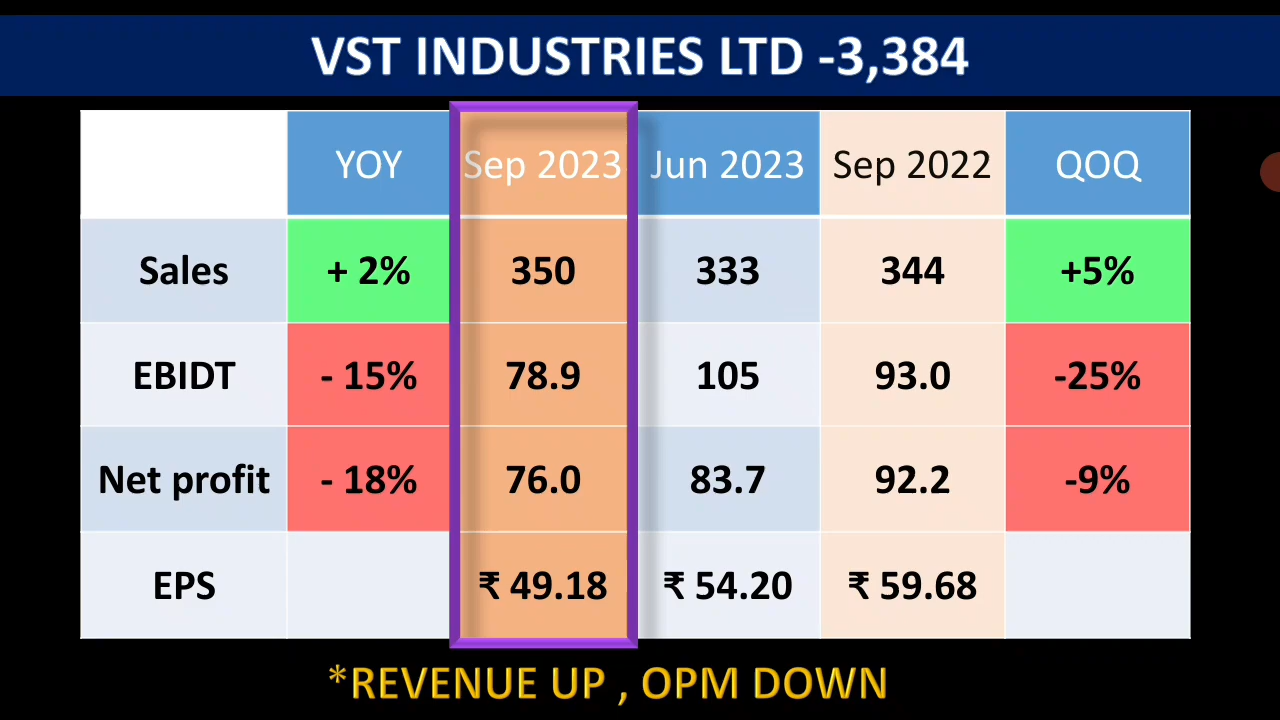 VST INDUSTRIES LTD -3,384
YOY Sep 2023 Jun 2023 Sep 2022 QOQ
Sales + 2% 350 333 344 +5%
EBIDT - 15% 78.9 105 93.0 -25%
Net profit - 18% 76.0 83.7 92.2 -9%
EPS ₹ 49.18 ₹ 54.20 ₹ 59.68
*REVENUE UP , OPM DOWN